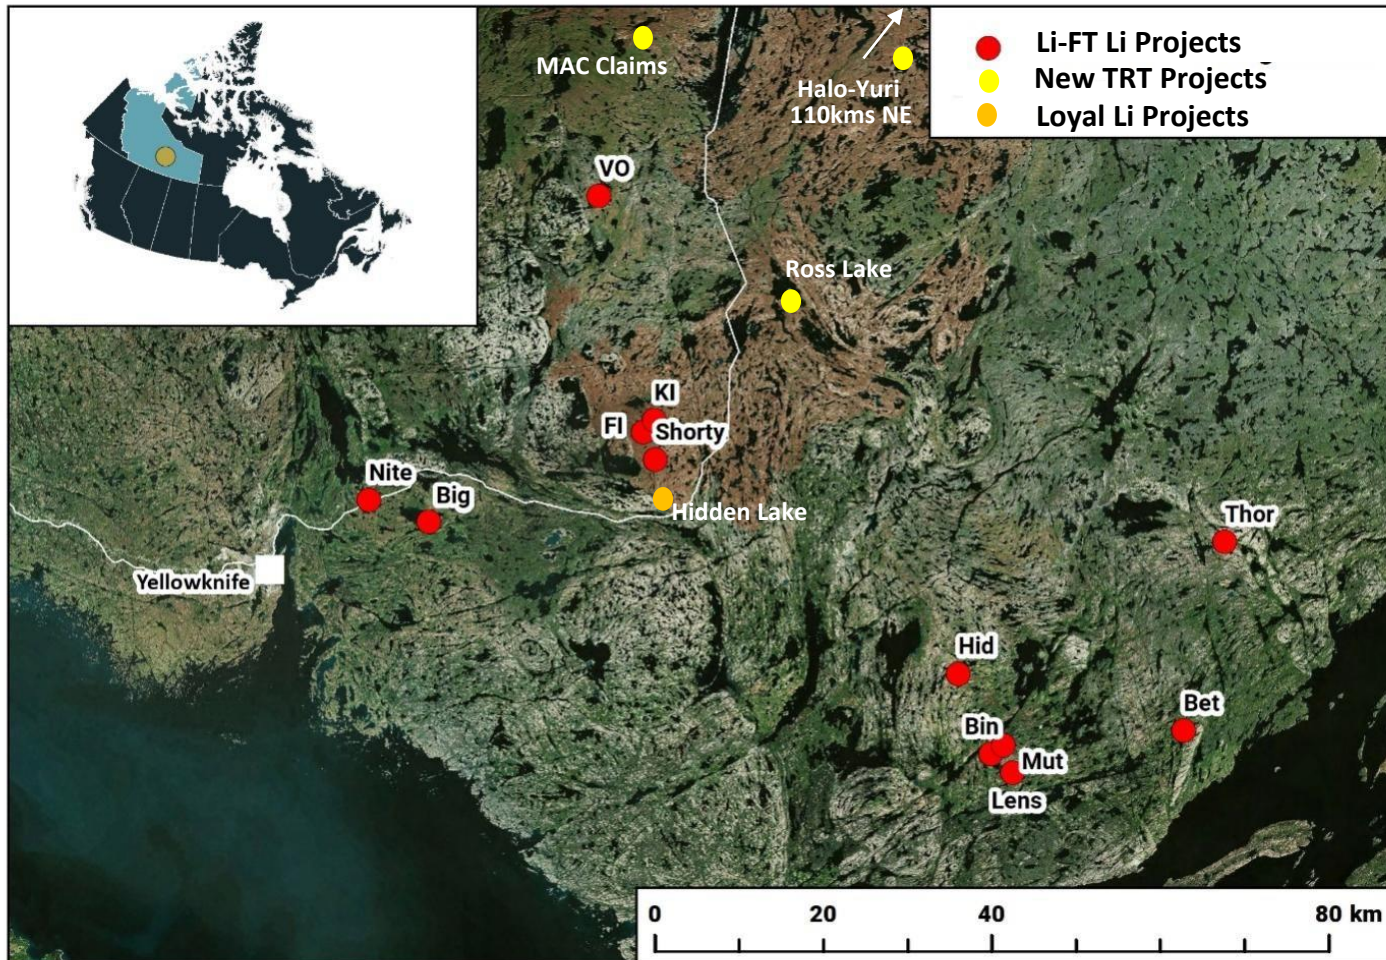 MAC Claims
Halo-Yuri
110kms NE
Li-FT Li Projects
New TRT Projects
Loyal Li Projects
VO
Ross Lake
KI
FI
Shorty
Nite
Big
Hidden Lake
Thor
Yellowknife
Hid
Bet
Bin
Mut
Lens
0 20 40 80 km